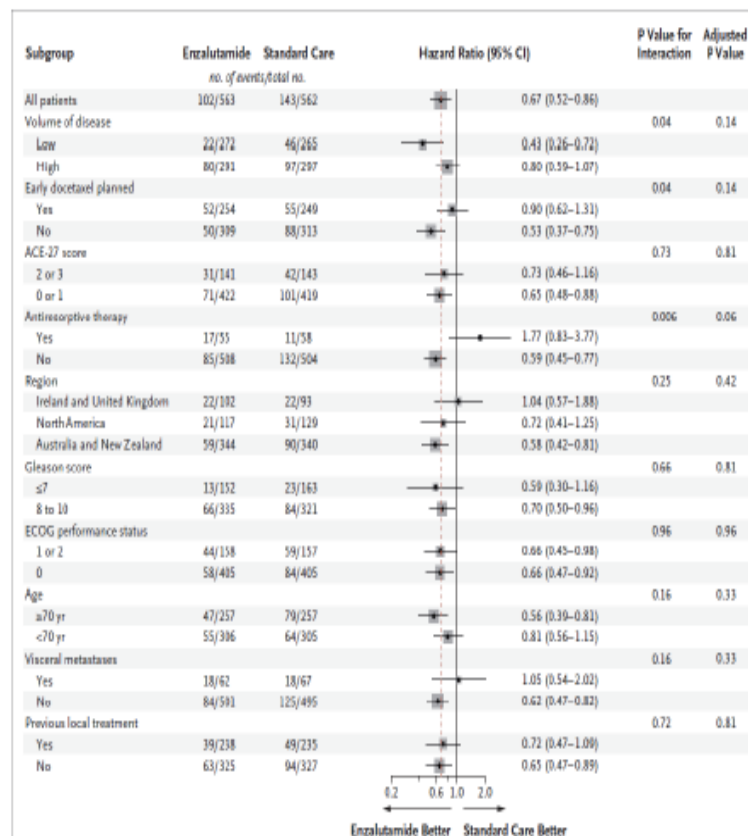 P Value for Adjusted
Subgroup Enzalutamide Standard Care Hazard Ratio (95% CI) Interaction P Value
no. of events/total no.
All patients 102/563 143/562 0.67 (0.52–0.86)
Volume of disease 0.04 0.14
Low 22/272 46/265 0.43 (0.26–0.72)
High 80/291 97/297 0.80 (0.59–1.07)
Early docetaxel planned 0.04 0.14
Yes 52/254 55/249 0.90 (0.62–1.31)
No 50/309 88/313 0.53 (0.37–0.75)
ACE-27 score 0.73 0.81
2 or 3 31/141 42/143 0.73 (0.46–1.16)
0 or 1 71/422 101/419 0.65 (0.48–0.88)
Antiresorptive therapy 0.006 0.06
Yes 17/55 11/58 1.77 (0.83–3.77)
No 85/508 132/504 0.59 (0.45–0.77)
Region 0.25 0.42
Ireland and United Kingdom 22/102 22/93 1.04 (0.57–1.88)
North America 21/117 31/129 0.72 (0.41–1.25)
Australia and New Zealand 59/344 90/340 0.58 (0.42–0.81)
Gleason score 0.66 0.81
≤7 13/152 23/163 0.59 (0.30–1.16)
8 to 10 66/335 84/321 0.70 (0.50–0.96)
ECOG performance status 0.96 0.96
1 or 2 44/158 59/157 0.66 (0.45–0.98)
0 58/405 84/405 0.66 (0.47–0.92)
Age 0.16 0.33
≥70 yr 47/257 79/257 0.56 (0.39–0.81)
<70 yr 55/306 64/305 0.81 (0.56–1.15)
Visceral metastases 0.16 0.33
Yes 18/62 18/67 1.05 (0.54–2.02)
No 84/501 125/495 0.62 (0.47–0.82)
Previous local treatment 0.72 0.81
Yes 39/238 49/235 0.72 (0.47–1.09)
No 63/325 94/327 0.65 (0.47–0.89)
0.2 0.6 1.0 2.0
Enzalutamide Better Standard Care Better